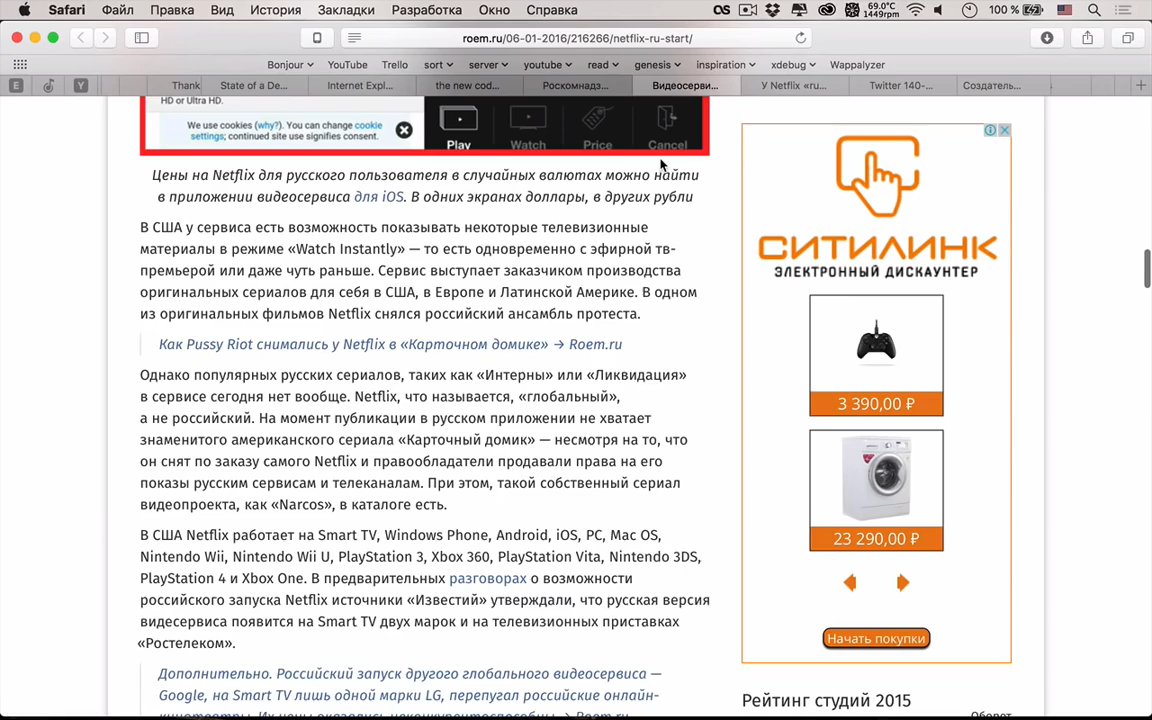 Safari Файл Правка Вид История Закладки Разработка Окно Справка
69.0°C
1449rpm
100 %
roem.ru/06-01-2016/216266/netflix-ru-start/
Bonjour YouTube Trello sort server youtube read genesis inspiration xdebug Wappalyzer
Thank State of a De... Internet Expl... the new cod... Роскомнадз... Видеосерви... У Netflix «ru... Twitter 140-... Создатель...
HD or Ultra HD.
We use cookies (why?). You can change cookie
settings; continued site use signifies consent.
Play Watch Price Cancel
Цены на Netflix для русского пользователя в случайных валютах можно найти
в приложении видеосервиса для iOS. В одних экранах доллары, в других рубли
В США у сервиса есть возможность показывать некоторые телевизионные
материалы в режиме «Watch Instantly» — то есть одновременно с эфирной тв-
премьерой или даже чуть раньше. Сервис выступает заказчиком производства
оригинальных сериалов для себя в США, в Европе и Латинской Америке. В одном
из оригинальных фильмов Netflix снялся российский ансамбль протеста.
Как Pussy Riot снимались у Netflix в «Карточном домике» → Roem.ru
Однако популярных русских сериалов, таких как «Интерны» или «Ликвидация»
в сервисе сегодня нет вообще. Netflix, что называется, «глобальный»,
а не российский. На момент публикации в русском приложении не хватает
знаменитого американского сериала «Карточный домик» — несмотря на то, что
он снят по заказу самого Netflix и правообладатели продавали права на его
показы русским сервисам и телеканалам. При этом, такой собственный сериал
видеопроекта, как «Narcos», в каталоге есть.
В США Netflix работает на Smart TV, Windows Phone, Android, iOS, PC, Mac OS,
Nintendo Wii, Nintendo Wii U, PlayStation 3, Xbox 360, PlayStation Vita, Nintendo 3DS,
PlayStation 4 и Xbox One. В предварительных разговорах о возможности
российского запуска Netflix источники «Известий» утверждали, что русская версия
видесервиса появится на Smart TV двух марок и на телевизионных приставках
«Ростелеком».
Дополнительно. Российский запуск другого глобального видеосервиса —
Google, на Smart TV лишь одной марки LG, перепугал российские онлайн-
СИТИЛИНК
ЭЛЕКТРОННЫЙ ДИСКАУНТЕР
3 390,00 ₽
23 290,00 ₽
Начать покупки
Рейтинг студий 2015